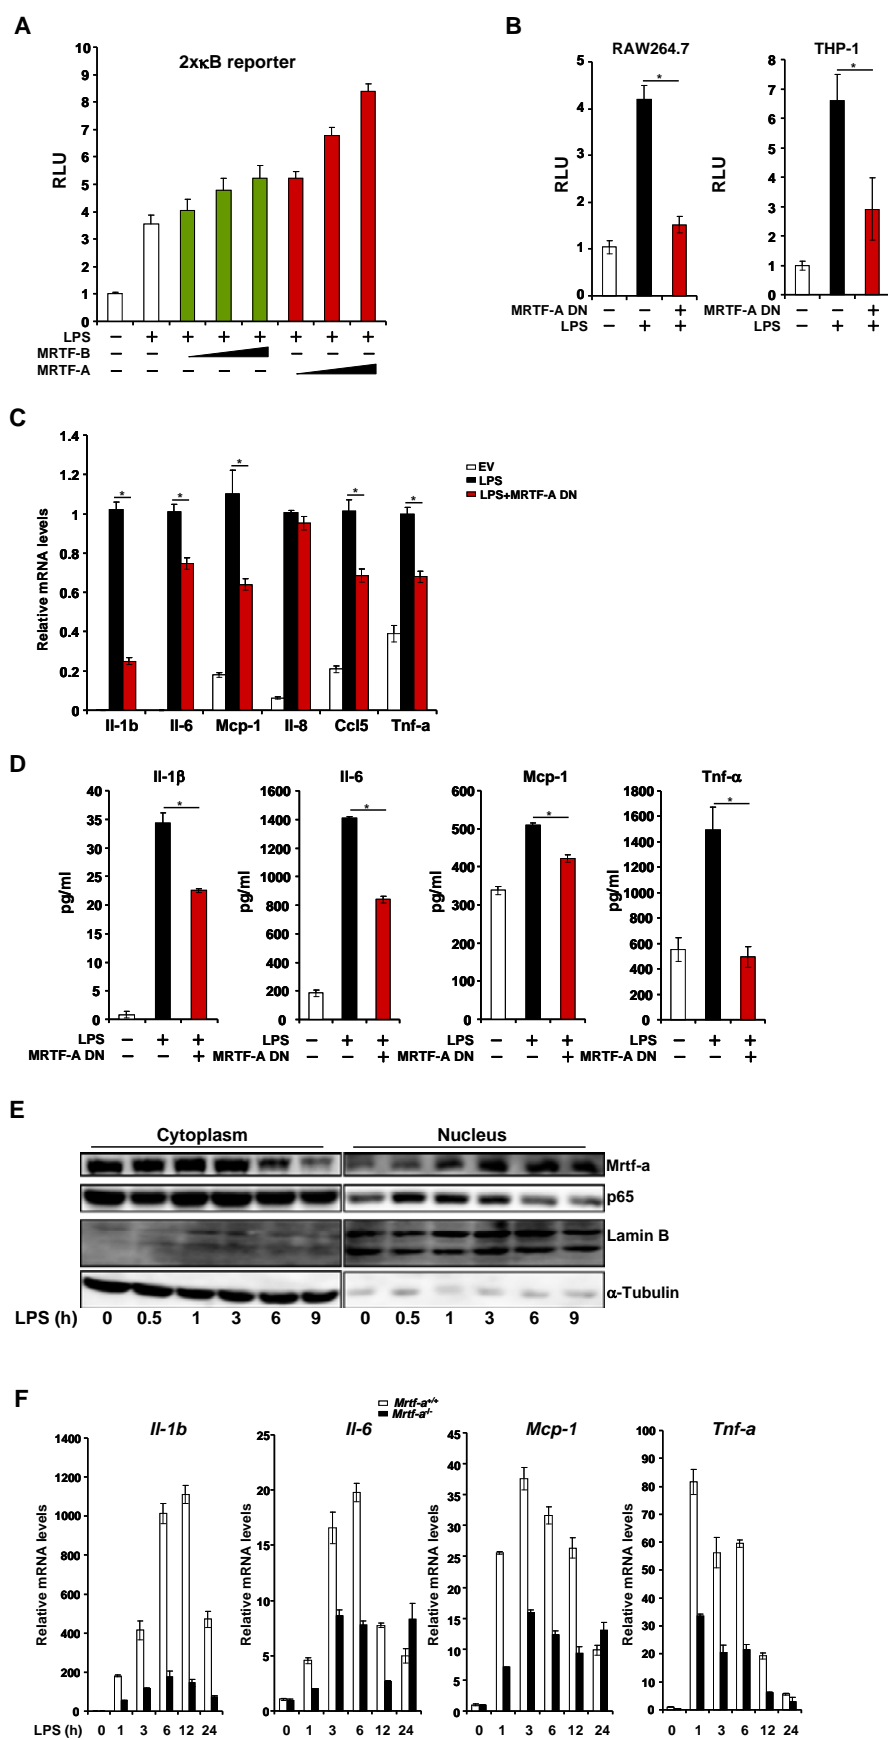 A
2xκB reporter
RLU
10
9
8
7
6
5
4
3
2
1
0
LPS − + + + + + + +
MRTF-B − − − − −
MRTF-A − − − − −
B
RAW264.7
RLU
5
4
3
2
1
0
*
MRTF-A DN − − +
LPS − + +
THP-1
RLU
8
7
6
5
4
3
2
1
0
*
MRTF-A DN − − +
LPS − + +
C
Relative mRNA levels
1.4
1.2
1
0.8
0.6
0.4
0.2
0
* * * * *
Il-1b Il-6 Mcp-1 Il-8 Ccl5 Tnf-a
EV
LPS
LPS+MRTF-A DN
D
Il-1β
pg/ml
40
35
30
25
20
15
10
5
0
*
LPS − + +
MRTF-A DN − − +
Il-6
pg/ml
1600
1400
1200
1000
800
600
400
200
0
*
LPS − + +
MRTF-A DN − − +
Mcp-1
pg/ml
600
500
400
300
200
100
0
*
LPS − + +
MRTF-A DN − − +
Tnf-α
pg/ml
1800
1600
1400
1200
1000
800
600
400
200
0
*
LPS − + +
MRTF-A DN − − +
E
Cytoplasm Nucleus
Mrtf-a
p65
Lamin B
α-Tubulin
LPS (h) 0 0.5 1 3 6 9 0 0.5 1 3 6 9
F
Mrtf-a+/+
Mrtf-a-/-
Il-1b
Relative mRNA levels
1400
1200
1000
800
600
400
200
0
LPS (h) 0 1 3 6 12 24
Il-6
Relative mRNA levels
25
20
15
10
5
0
0 1 3 6 12 24
Mcp-1
Relative mRNA levels
45
40
35
30
25
20
15
10
5
0
0 1 3 6 12 24
Tnf-a
Relative mRNA levels
100
90
80
70
60
50
40
30
20
10
0
0 1 3 6 12 24